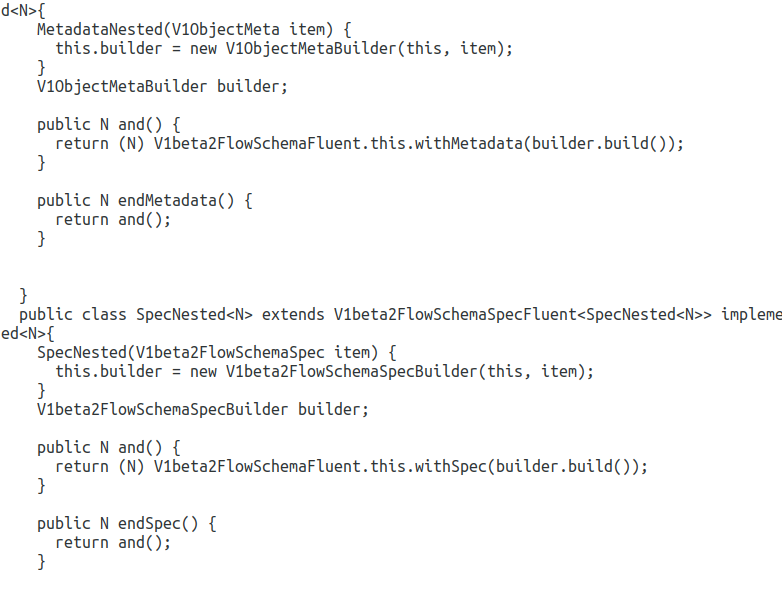 d<N>{
    MetadataNested(V1ObjectMeta item) {
      this.builder = new V1ObjectMetaBuilder(this, item);
    }
    V1ObjectMetaBuilder builder;

    public N and() {
      return (N) V1beta2FlowSchemaFluent.this.withMetadata(builder.build());
    }

    public N endMetadata() {
      return and();
    }


  }
  public class SpecNested<N> extends V1beta2FlowSchemaSpecFluent<SpecNested<N>> impleme
ed<N>{
    SpecNested(V1beta2FlowSchemaSpec item) {
      this.builder = new V1beta2FlowSchemaSpecBuilder(this, item);
    }
    V1beta2FlowSchemaSpecBuilder builder;

    public N and() {
      return (N) V1beta2FlowSchemaFluent.this.withSpec(builder.build());
    }

    public N endSpec() {
      return and();
    }